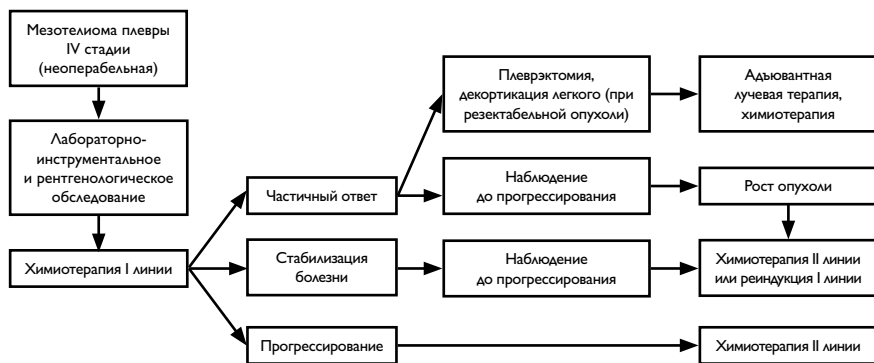 Мезотелиома плевры
IV стадии
(неоперабельная)
Лабораторно-
инструментальное
и рентгенологическое
обследование
Химиотерапия I линии
Частичный ответ
Стабилизация
болезни
Прогрессирование
Плеврэктомия,
декортикация легкого (при
резектабельной опухоли)
Наблюдение
до прогрессирования
Наблюдение
до прогрессирования
Адъювантная
лучевая терапия,
химиотерапия
Рост опухоли
Химиотерапия II линии
или реиндукция I линии
Химиотерапия II линии